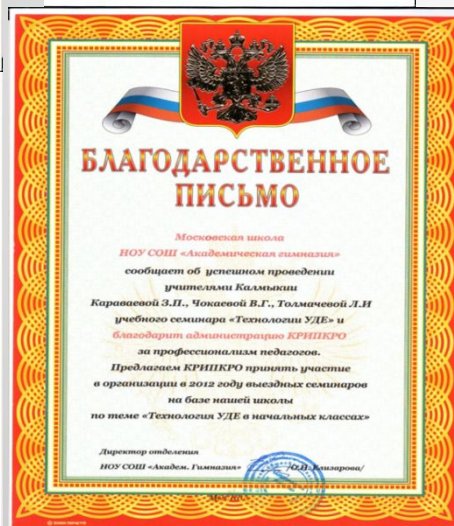 БЛАГОДАРСТВЕННОЕ
ПИСЬМО
Московская школа
НОУ СОШ «Академическая гимназия»
сообщает об успешном проведении
учителями Калмыкии
Караваевой З.П., Чокаевой В.Г., Толмачевой Л.И
учебного семинара «Технологии УДЕ» и
благодарит администрацию КРИПКРО
за профессионализм педагогов.
Предлагаем КРИПКРО принять участие
в организации в 2012 году выездных семинаров
на базе нашей школы
по теме «Технология УДЕ в начальных классах»
Директор отделения
НОУ СОШ «Академ. Гимназия» /О.И. Елизарова/